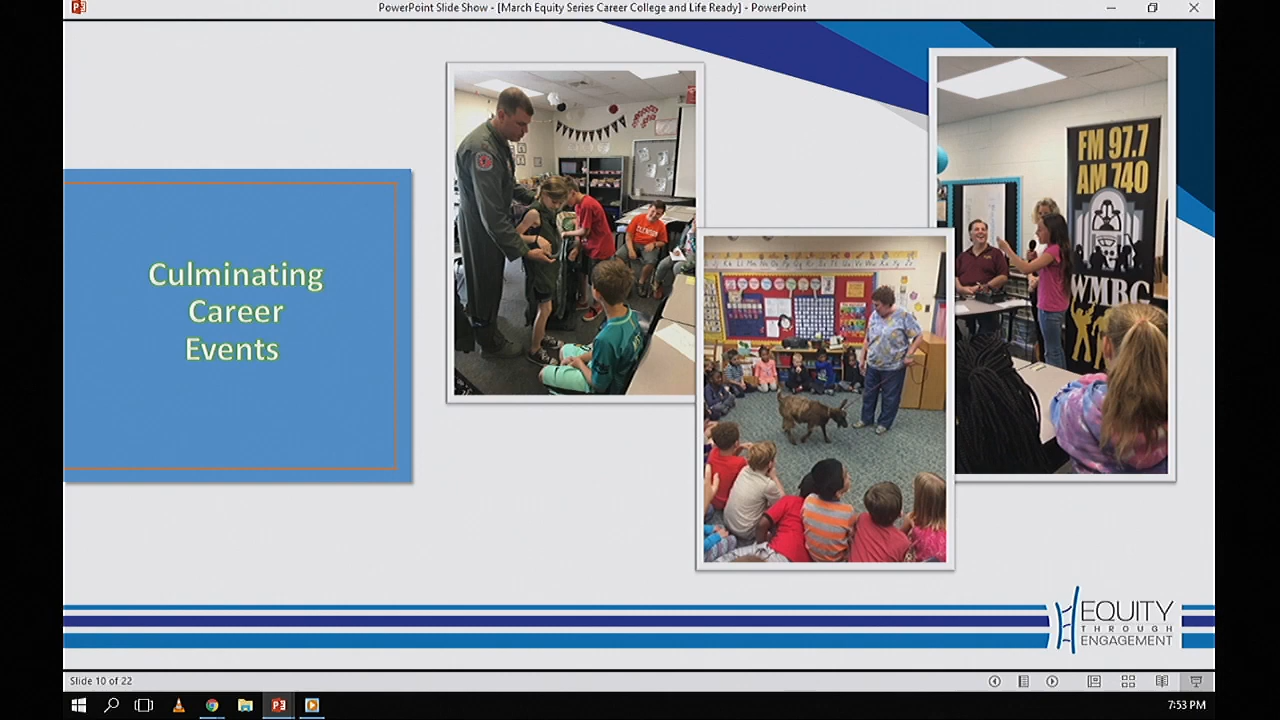 PowerPoint Slide Show - [March Equity Series Career College and Life Ready] - PowerPoint
Culminating
Career
Events
CLEMSON
FM 97.7
AM 740
WMBC
EQUITY
THROUGH
ENGAGEMENT
Slide 10 of 22
7:53 PM